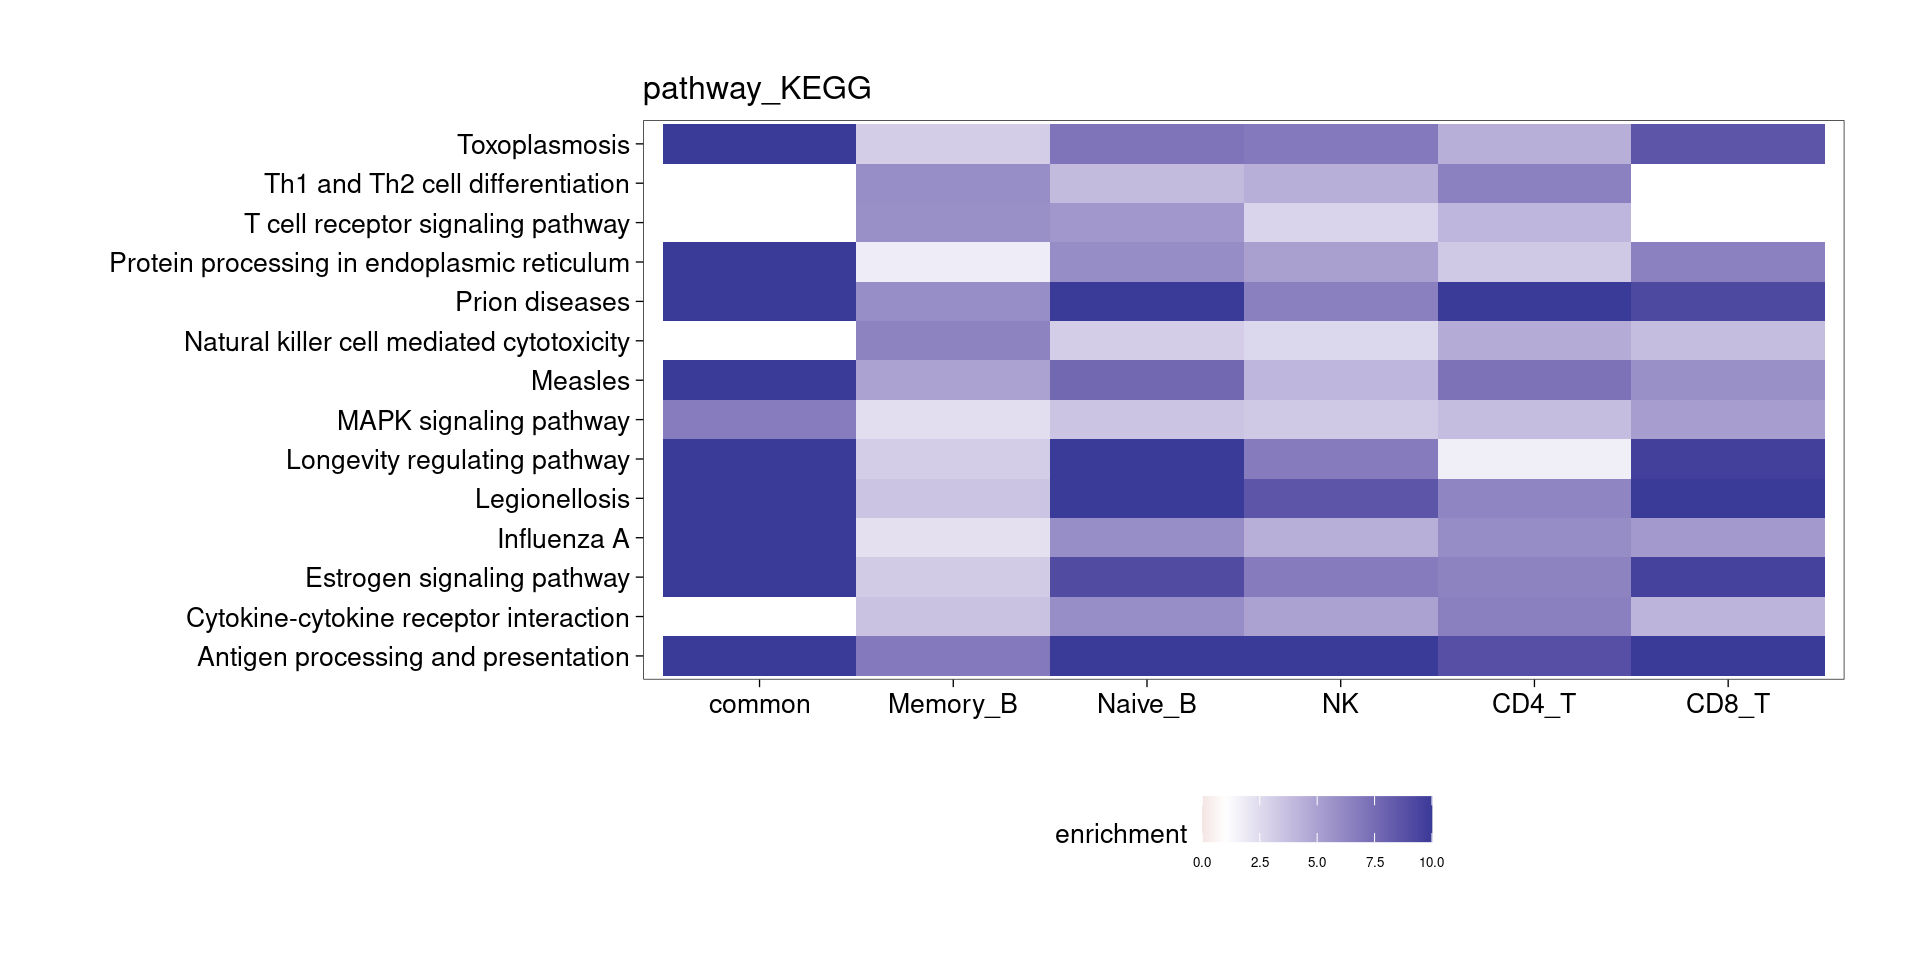 pathway_KEGG
Toxoplasmosis
Th1 and Th2 cell differentiation
T cell receptor signaling pathway
Protein processing in endoplasmic reticulum
Prion diseases
Natural killer cell mediated cytotoxicity
Measles
MAPK signaling pathway
Longevity regulating pathway
Legionellosis
Influenza A
Estrogen signaling pathway
Cytokine-cytokine receptor interaction
Antigen processing and presentation
common Memory_B Naive_B NK CD4_T CD8_T
enrichment
0.0 2.5 5.0 7.5 10.0